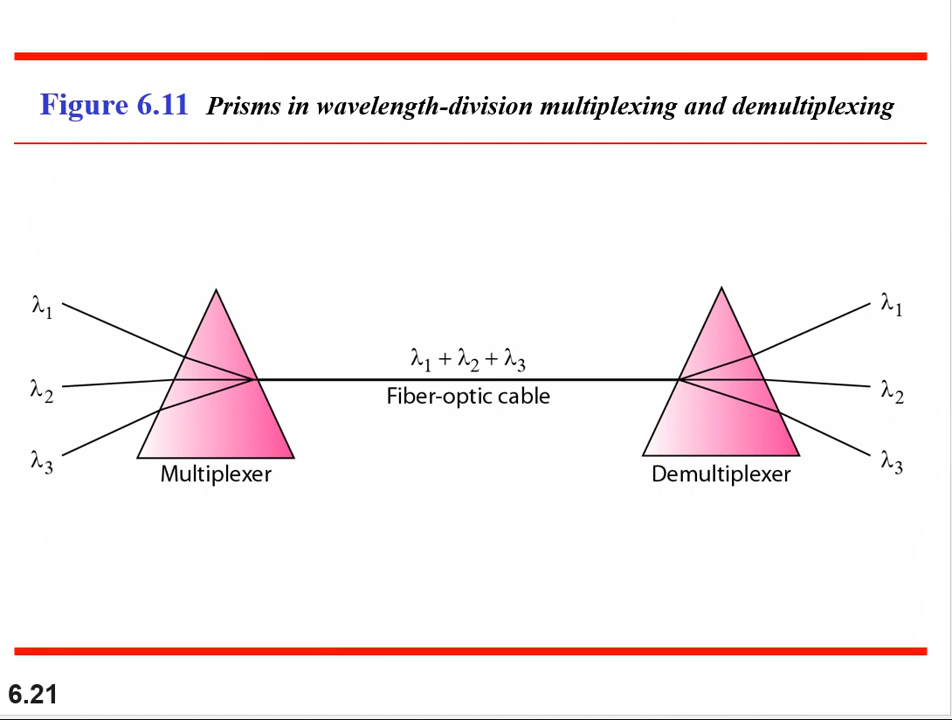 Figure 6.11 Prisms in wavelength-division multiplexing and demultiplexing
λ1
λ2
λ3
Multiplexer
λ1 + λ2 + λ3
Fiber-optic cable
Demultiplexer
λ1
λ2
λ3
6.21